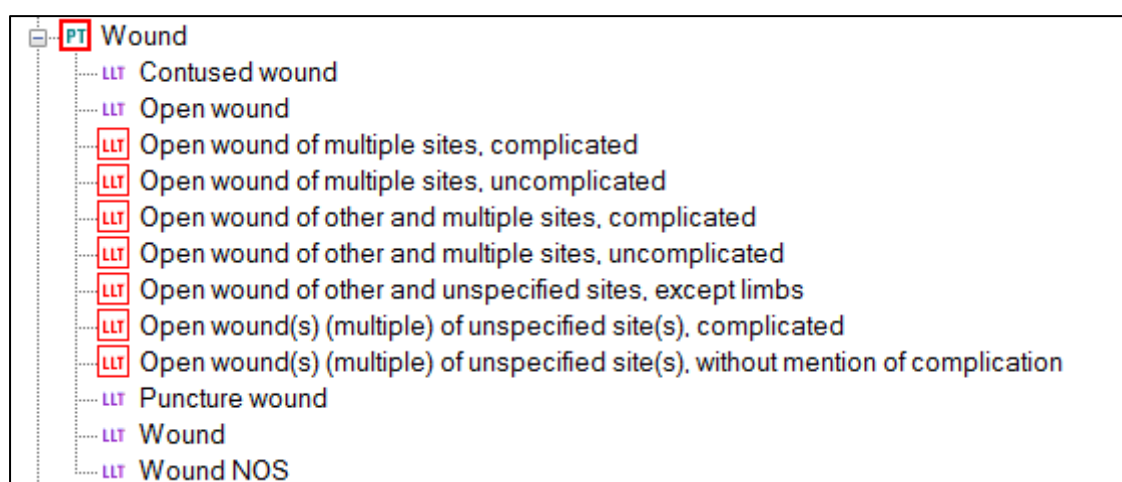 PT Wound
LLT Contused wound
LLT Open wound
LLT Open wound of multiple sites, complicated
LLT Open wound of multiple sites, uncomplicated
LLT Open wound of other and multiple sites, complicated
LLT Open wound of other and multiple sites, uncomplicated
LLT Open wound of other and unspecified sites, except limbs
LLT Open wound(s) (multiple) of unspecified site(s), complicated
LLT Open wound(s) (multiple) of unspecified site(s), without mention of complication
LLT Puncture wound
LLT Wound
LLT Wound NOS